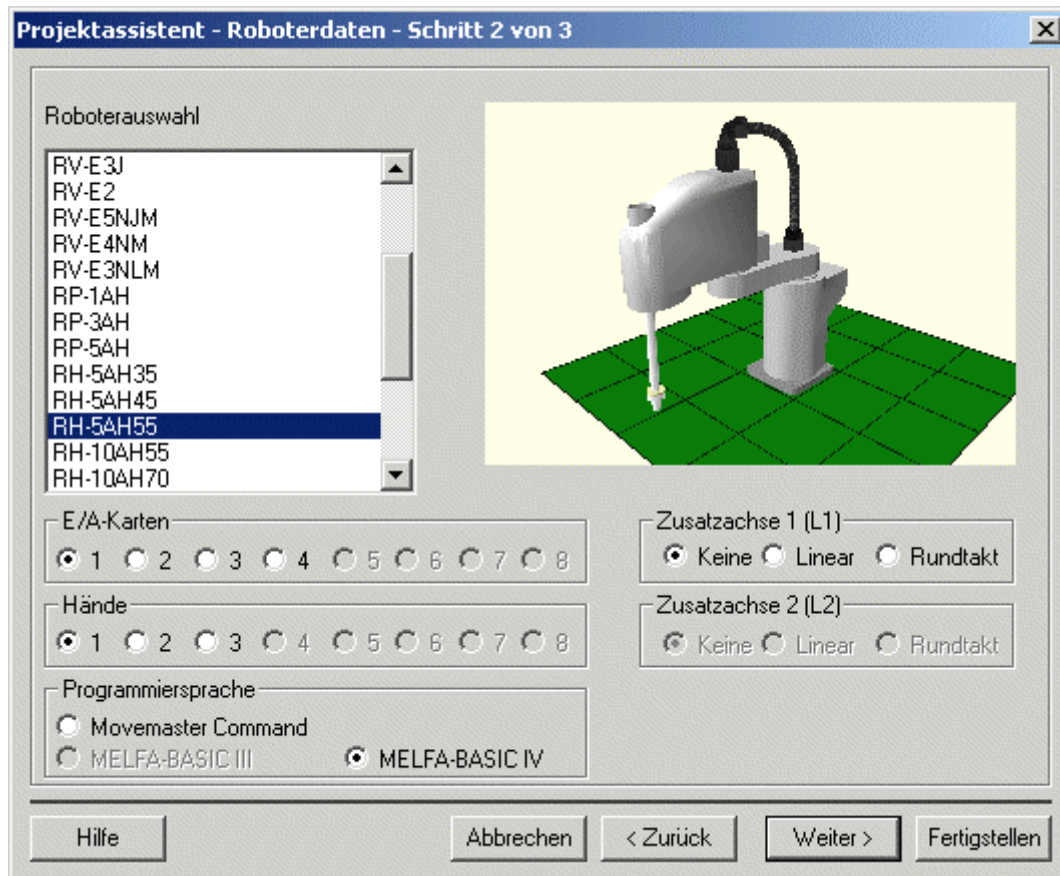 Projektassistent - Roboterdaten - Schritt 2 von 3
Roboterauswahl
RV-E3J
RV-E2
RV-E5NJM
RV-E4NM
RV-E3NLM
RP-1AH
RP-3AH
RP-5AH
RH-5AH35
RH-5AH45
RH-5AH55
RH-10AH55
RH-10AH70
E/A-Karten
1 2 3 4 5 6 7 8
Zusatzachse 1 (L1)
Keine Linear Rundtakt
Hände
1 2 3 4 5 6 7 8
Zusatzachse 2 (L2)
Keine Linear Rundtakt
Programmiersprache
Movemaster Command
MELFA-BASIC III MELFA-BASIC IV
Hilfe Abbrechen < Zurück Weiter > Fertigstellen